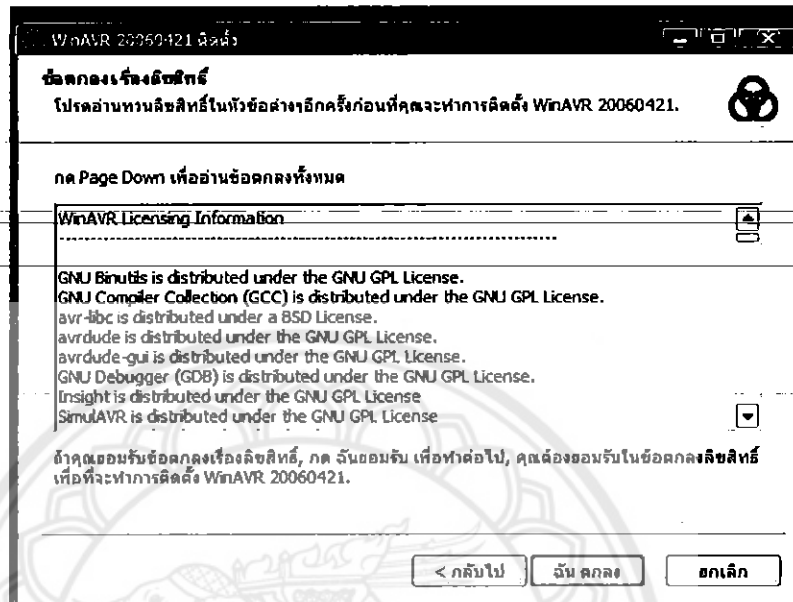 WinAVR 20060421 ติดตั้ง
ข้อตกลงเรื่องลิขสิทธิ์
โปรดอ่านทวนลิขสิทธิ์ในหัวข้อต่างๆอีกครั้งก่อนที่คุณจะทำการติดตั้ง WinAVR 20060421.
กด Page Down เพื่ออ่านข้อตกลงทั้งหมด
WinAVR Licensing Information
--------------------------------------------------------------------------
GNU Binutils is distributed under the GNU GPL License.
GNU Compiler Collection (GCC) is distributed under the GNU GPL License.
avr-libc is distributed under a BSD License.
avrdude is distributed under the GNU GPL License.
avrdude-gui is distributed under the GNU GPL License.
GNU Debugger (GDB) is distributed under the GNU GPL License.
Insight is distributed under the GNU GPL License
SimulAVR is distributed under the GNU GPL License
ถ้าคุณยอมรับข้อตกลงเรื่องลิขสิทธิ์, กด ฉันยอมรับ เพื่อทำต่อไป, คุณต้องยอมรับในข้อตกลงลิขสิทธิ์
เพื่อที่จะทำการติดตั้ง WinAVR 20060421.
< กลับไป
ฉัน ตกลง
ยกเลิก